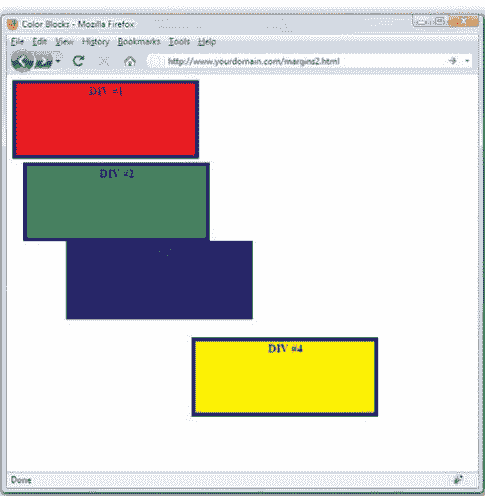 Color Blocks - Mozilla Firefox
File Edit View History Bookmarks Tools Help
http://www.yourdomain.com/margins2.html
DIV #1
DIV #2
DIV #4
Done